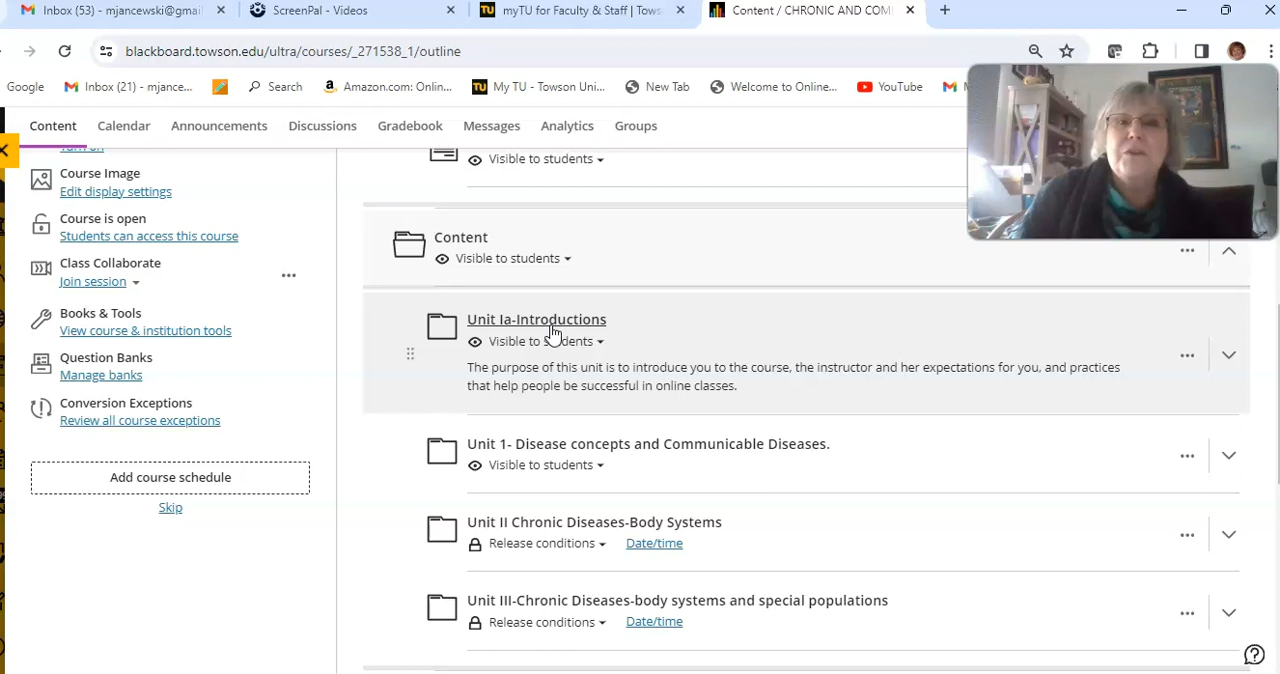 Inbox (53) - mjancewski@gmai
ScreenPal - Videos
myTU for Faculty & Staff | Tows
Content / CHRONIC AND COM
blackboard.towson.edu/ultra/courses/_271538_1/outline
Google
Inbox (21) - mjance...
Search
Amazon.com: Onlin...
My TU - Towson Uni...
New Tab
Welcome to Online...
YouTube
Content
Calendar
Announcements
Discussions
Gradebook
Messages
Analytics
Groups
Turn on
Course Image
Edit display settings
Course is open
Students can access this course
Class Collaborate
Join session
Books & Tools
View course & institution tools
Question Banks
Manage banks
Conversion Exceptions
Review all course exceptions
Add course schedule
Skip
Visible to students
Content
Visible to students
Unit Ia-Introductions
Visible to students
The purpose of this unit is to introduce you to the course, the instructor and her expectations for you, and practices
that help people be successful in online classes.
Unit 1- Disease concepts and Communicable Diseases.
Visible to students
Unit II Chronic Diseases-Body Systems
Release conditions Date/time
Unit III-Chronic Diseases-body systems and special populations
Release conditions Date/time